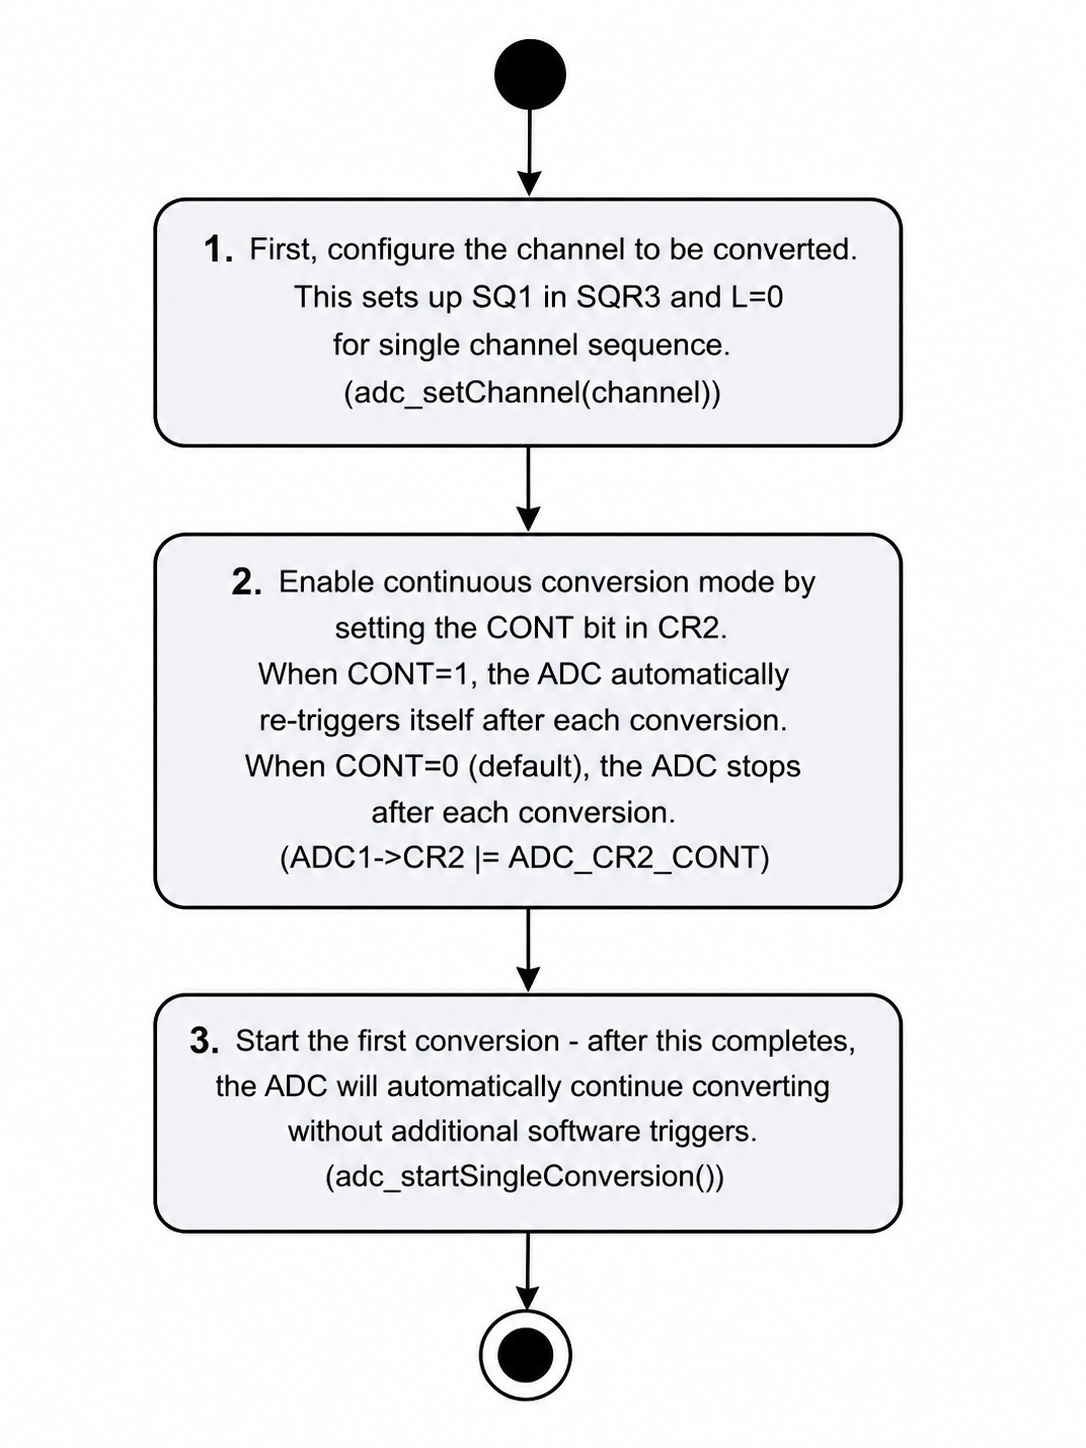 1. First, configure the channel to be converted.
This sets up SQ1 in SQR3 and L=0
for single channel sequence.
(adc_setChannel(channel))
2. Enable continuous conversion mode by
setting the CONT bit in CR2.
When CONT=1, the ADC automatically
re-triggers itself after each conversion.
When CONT=0 (default), the ADC stops
after each conversion.
(ADC1->CR2 |= ADC_CR2_CONT)
3. Start the first conversion - after this completes,
the ADC will automatically continue converting
without additional software triggers.
(adc_startSingleConversion())